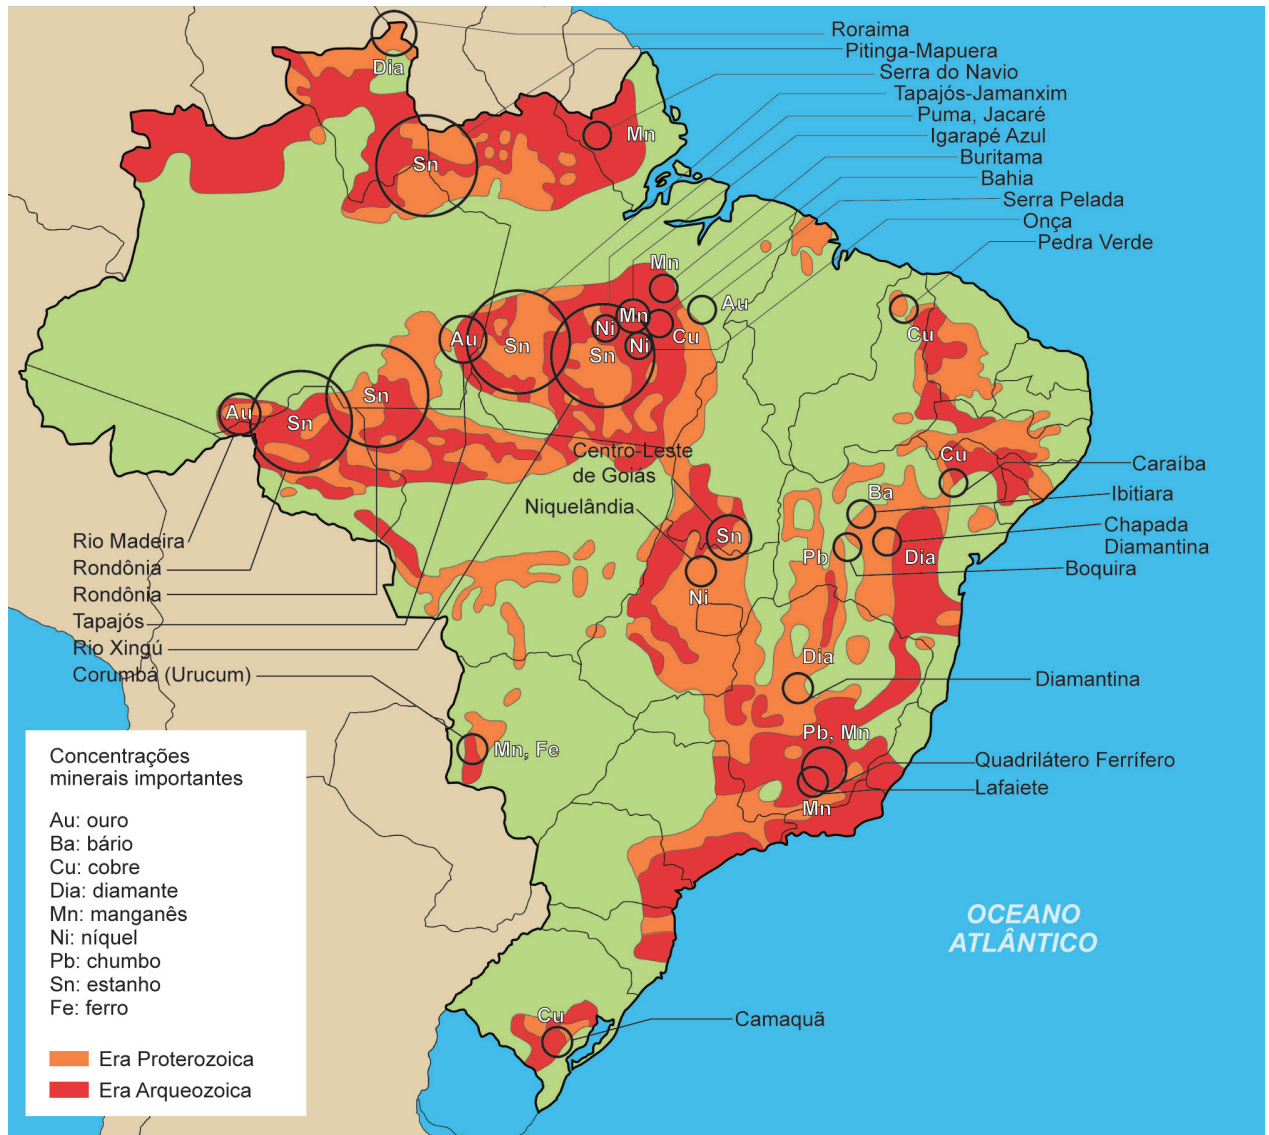 Roraima
Pitinga-Mapuera
Serra do Navio
Tapajós-Jamanxim
Puma, Jacaré
Igarapé Azul
Buritama
Bahia
Serra Pelada
Onça
Pedra Verde
Dia
Mn
Sn
Mn
Au
Mn
Ni
Cu
Cu
Au
Sn
Ni
Sn
Sn
Au
Sn
Centro-Leste
de Goiás
Niquelândia
Cu
Caraíba
Ba
Ibitiara
Sn
Chapada
Diamantina
Pb
Dia
Boquira
Ni
Rio Madeira
Rondônia
Rondônia
Tapajós
Rio Xingú
Corumbá (Urucum)
Dia
Diamantina
Mn, Fe
Pb, Mn
Quadrilátero Ferrífero
Lafaiete
Mn
Concentrações
minerais importantes
Au: ouro
Ba: bário
Cu: cobre
Dia: diamante
Mn: manganês
Ni: níquel
Pb: chumbo
Sn: estanho
Fe: ferro
Era Proterozoica
Era Arqueozoica
OCEANO
ATLÂNTICO
Cu
Camaquã